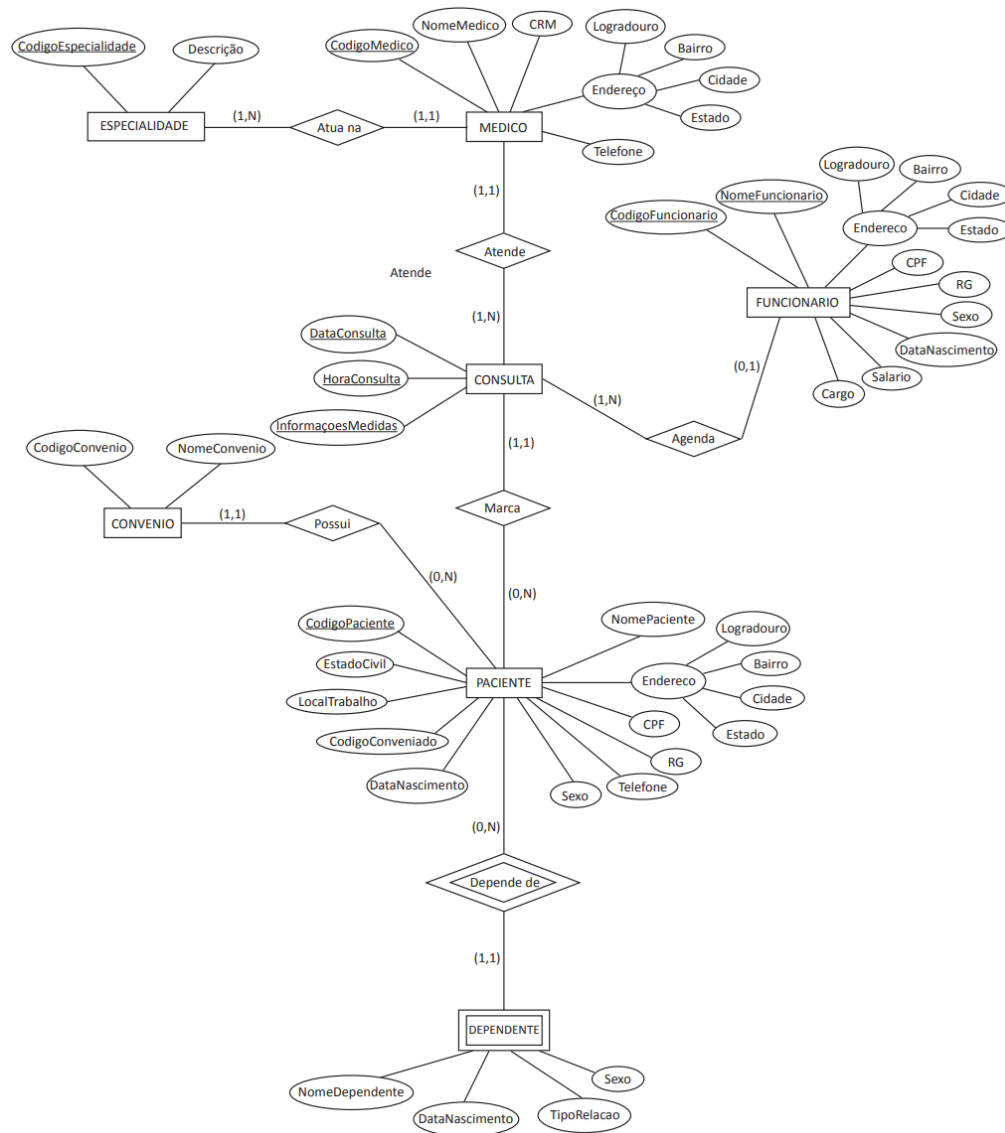 CodigoEspecialidade
Descrição
CodigoMedico
NomeMedico
CRM
Logradouro
Bairro
Endereço
Cidade
Estado
ESPECIALIDADE
(1,N)
Atua na
(1,1)
MEDICO
Telefone
(1,1)
Logradouro
Bairro
NomeFuncionario
Cidade
CodigoFuncionario
Endereco
Estado
Atende
Atende
CPF
RG
FUNCIONARIO
Sexo
(1,N)
DataConsulta
DataNascimento
HoraConsulta
CONSULTA
(0,1)
Salario
Cargo
(1,N)
InformaçoesMedidas
Agenda
CodigoConvenio
NomeConvenio
(1,1)
CONVENIO
(1,1)
Possui
Marca
(0,N)
(0,N)
CodigoPaciente
NomePaciente
Logradouro
EstadoCivil
Bairro
PACIENTE
Endereco
LocalTrabalho
Cidade
CPF
Estado
CodigoConveniado
RG
DataNascimento
Sexo
Telefone
(0,N)
Depende de
(1,1)
DEPENDENTE
NomeDependente
Sexo
DataNascimento
TipoRelacao